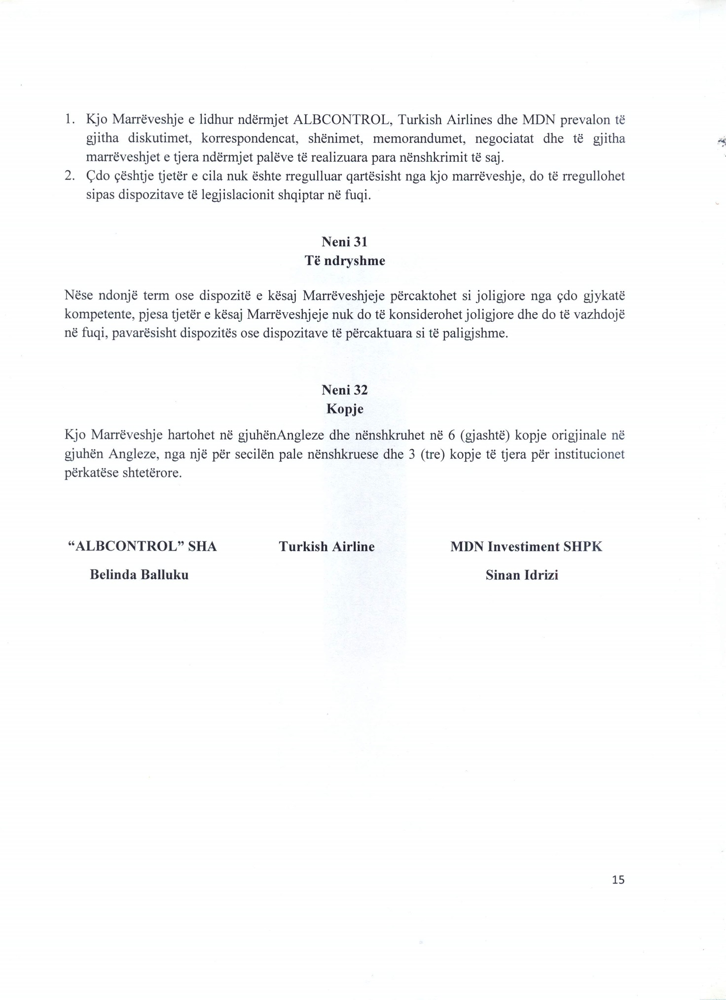 1. Kjo Marrëveshje e lidhur ndërmjet ALBCONTROL, Turkish Airlines dhe MDN prevalon të
gjitha diskutimet, korrespondencat, shënimet, memorandumet, negociatat dhe të gjitha
marrëveshjet e tjera ndërmjet palëve të realizuara para nënshkrimit të saj.
2. Çdo çështje tjetër e cila nuk ështe rregulluar qartësisht nga kjo marrëveshje, do të rregullohet
sipas dispozitave të legjislacionit shqiptar në fuqi.
Neni 31
Të ndryshme
Nëse ndonjë term ose dispozitë e kësaj Marrëveshjeje përcaktohet si joligjore nga çdo gjykatë
kompetente, pjesa tjetër e kësaj Marrëveshjeje nuk do të konsiderohet joligjore dhe do të vazhdojë
në fuqi, pavarësisht dispozitës ose dispozitave të përcaktuara si të paligjshme.
Neni 32
Kopje
Kjo Marrëveshje hartohet në gjuhënAngleze dhe nënshkruhet në 6 (gjashtë) kopje origjinale në
gjuhën Angleze, nga një për secilën pale nënshkruese dhe 3 (tre) kopje të tjera për institucionet
përkatëse shtetërore.
“ALBCONTROL” SHA Turkish Airline MDN Investiment SHPK
Belinda Balluku Sinan Idrizi
15